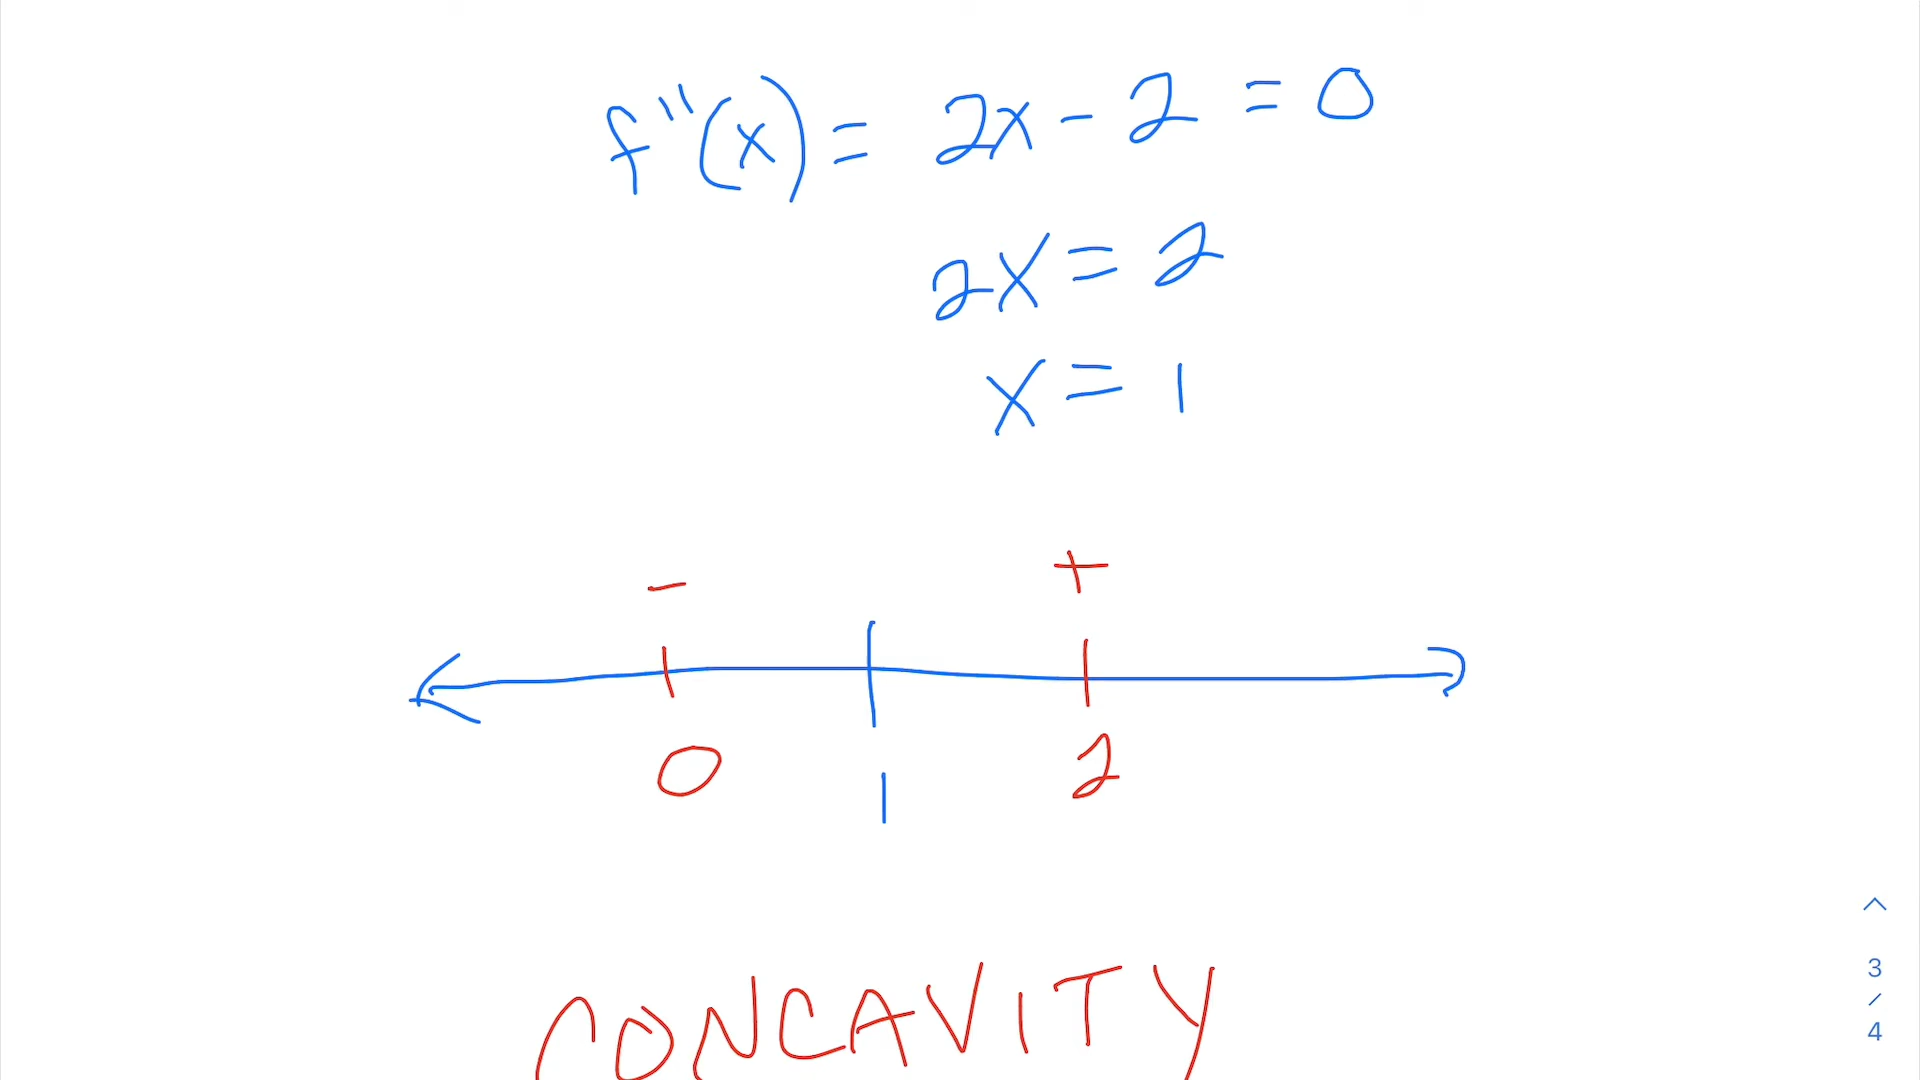 f''(x) = 2x - 2 = 0
2x = 2
x = 1
- +
0 1 2
CONCAVITY
3
/
4